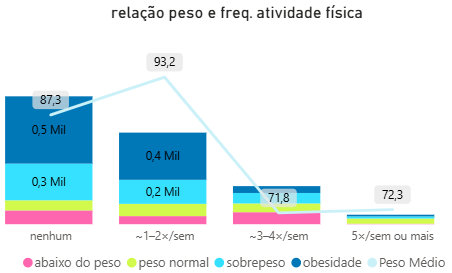 relação peso e freq. atividade física
93,2
87,3
0,5 Mil
0,4 Mil
0,3 Mil
0,2 Mil
71,8
72,3
nenhum
~1–2×/sem
~3–4×/sem
5×/sem ou mais
abaixo do peso
peso normal
sobrepeso
obesidade
Peso Médio